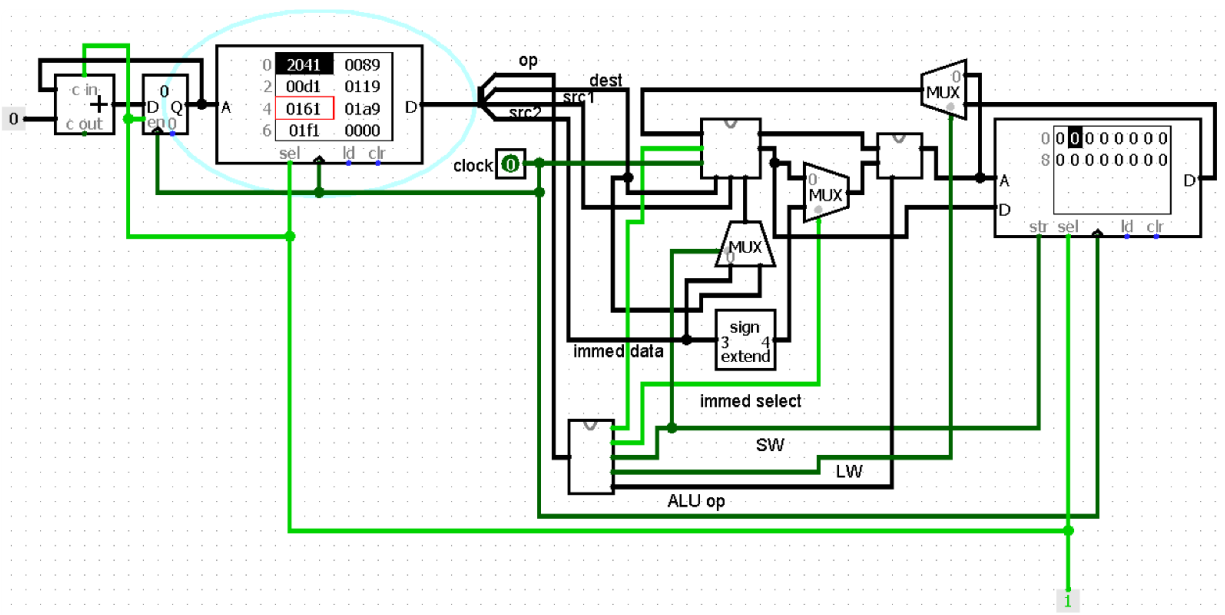 op
dest
src1
src2
0 2041 0089
2 00d1 0119
4 0161 01a9
6 01f1 0000
A
D
sel
ld clr
c in
+
c out
0
0
D Q
en 0
clock 0
MUX
0
0 0 0 0 0 0 0 0 0
8 0 0 0 0 0 0 0 0
A
D
D
str sel ld clr
0
MUX
MUX
0
sign
3 4
extend
immed data
immed select
SW
LW
ALU op
1